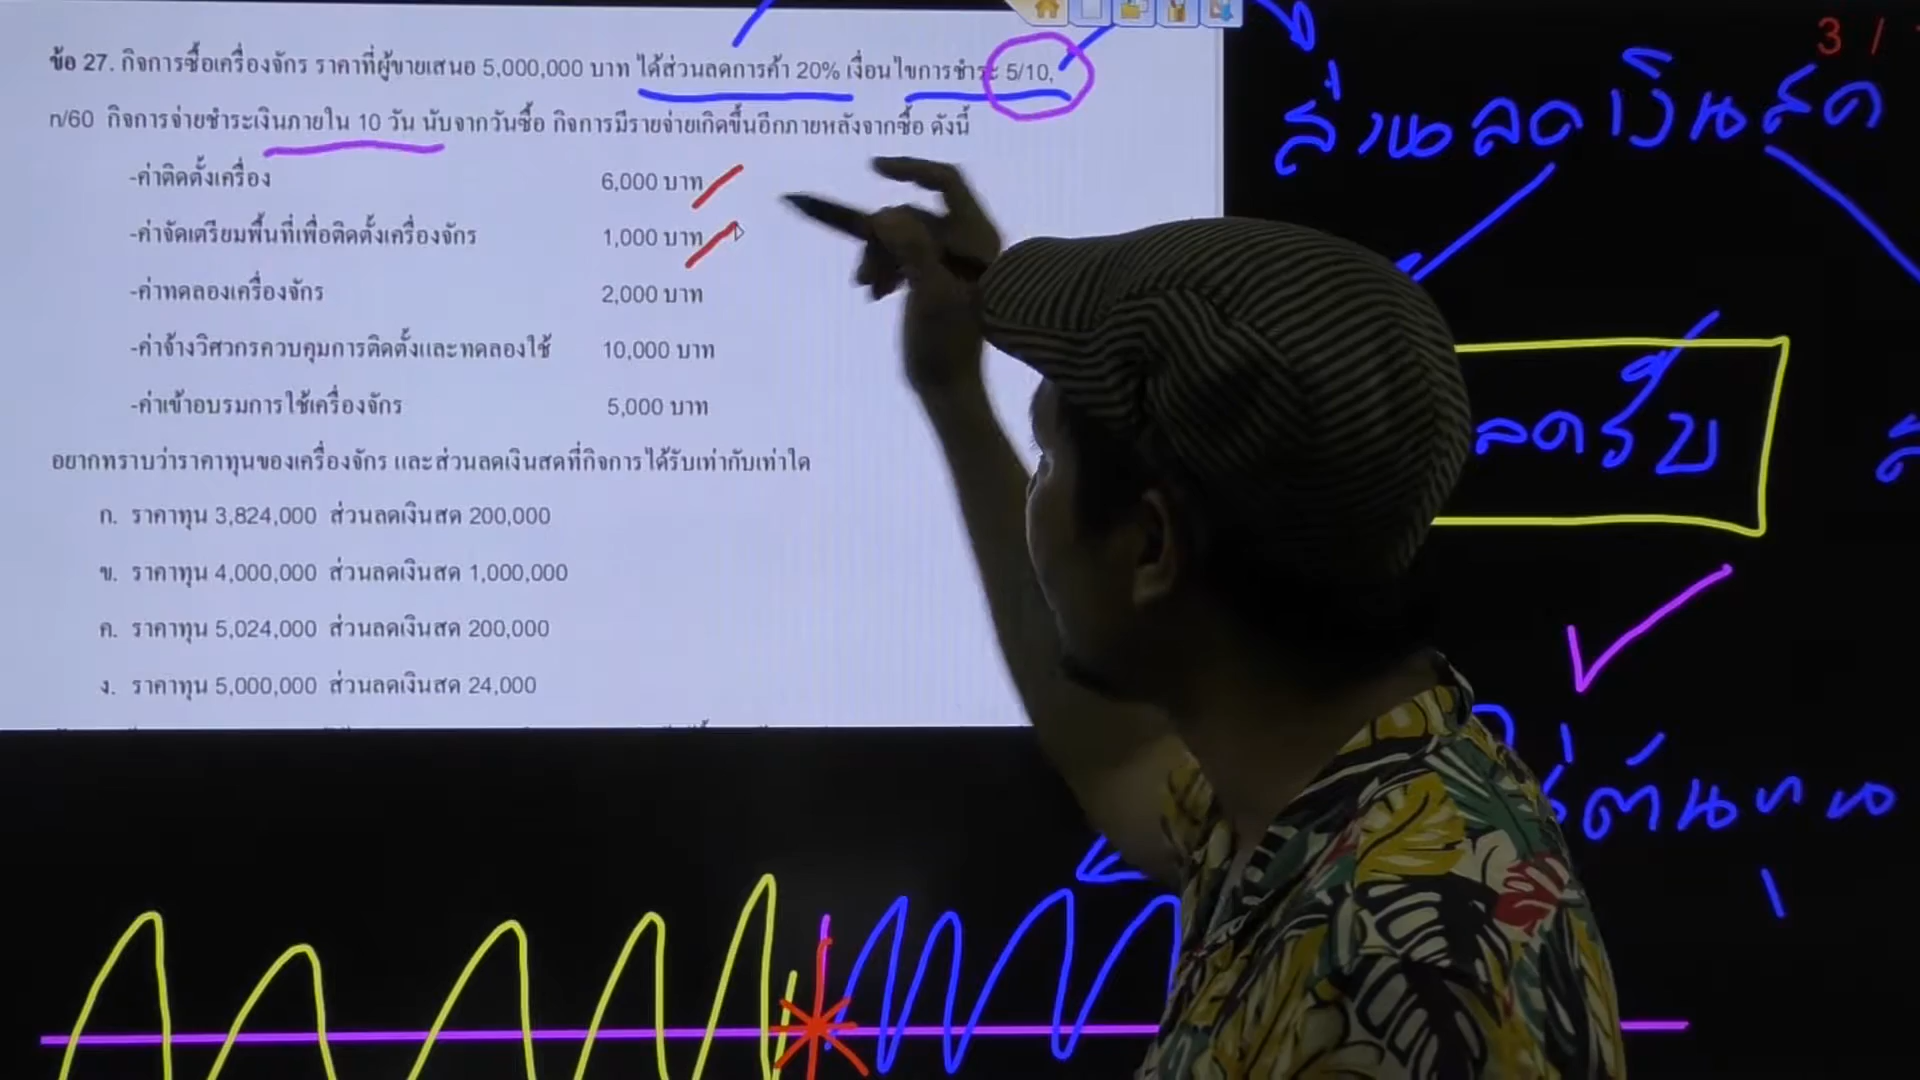 3 /
ข้อ 27. กิจการซื้อเครื่องจักร ราคาที่ผู้ขายเสนอ 5,000,000 บาท ได้ส่วนลดการค้า 20% เงื่อนไขการชำระ 5/10,
n/60 กิจการจ่ายชำระเงินภายใน 10 วัน นับจากวันซื้อ กิจการมีรายจ่ายเกิดขึ้นอีกภายหลังจากซื้อ ดังนี้
-ค่าติดตั้งเครื่อง 6,000 บาท
-ค่าจัดเตรียมพื้นที่เพื่อติดตั้งเครื่องจักร 1,000 บาท
-ค่าทดลองเครื่องจักร 2,000 บาท
-ค่าจ้างวิศวกรควบคุมการติดตั้งและทดลองใช้ 10,000 บาท
-ค่าเข้าอบรมการใช้เครื่องจักร 5,000 บาท
อยากทราบว่าราคาทุนของเครื่องจักร และส่วนลดเงินสดที่กิจการได้รับเท่ากับเท่าใด
ก. ราคาทุน 3,824,000 ส่วนลดเงินสด 200,000
ข. ราคาทุน 4,000,000 ส่วนลดเงินสด 1,000,000
ค. ราคาทุน 5,024,000 ส่วนลดเงินสด 200,000
ง. ราคาทุน 5,000,000 ส่วนลดเงินสด 24,000
ส่วนลดเงินสด
ลดรับ
ต้นทุน